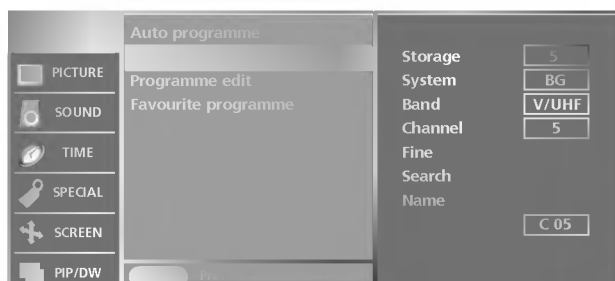 PICTURE
SOUND
TIME
SPECIAL
SCREEN
PIP/DW
Auto programme
Programme edit
Favourite programme
Storage 5
System BG
Band V/UHF
Channel 5
Fine
Search
Name
C 05